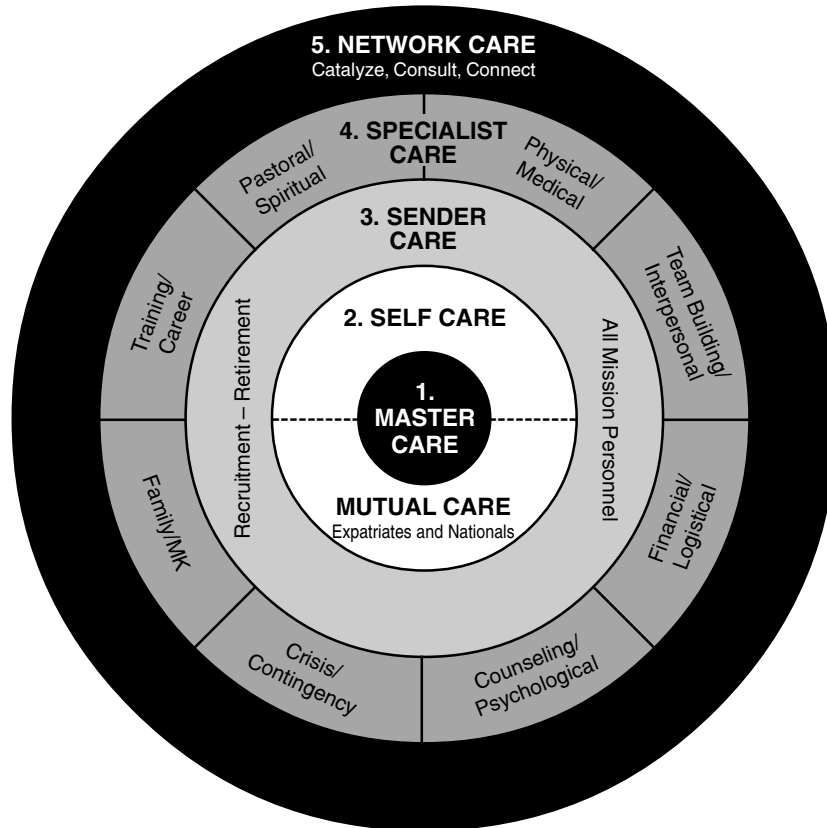 5. NETWORK CARE
Catalyze, Consult, Connect
4. SPECIALIST
CARE
Pastoral/
Spiritual
Physical/
Medical
Training/
Career
Team Building/
Interpersonal
3. SENDER
CARE
Recruitment – Retirement
All Mission Personnel
2. SELF CARE
1.
MASTER
CARE
MUTUAL CARE
Expatriates and Nationals
Family/MK
Financial/
Logistical
Crisis/
Contingency
Counseling/
Psychological